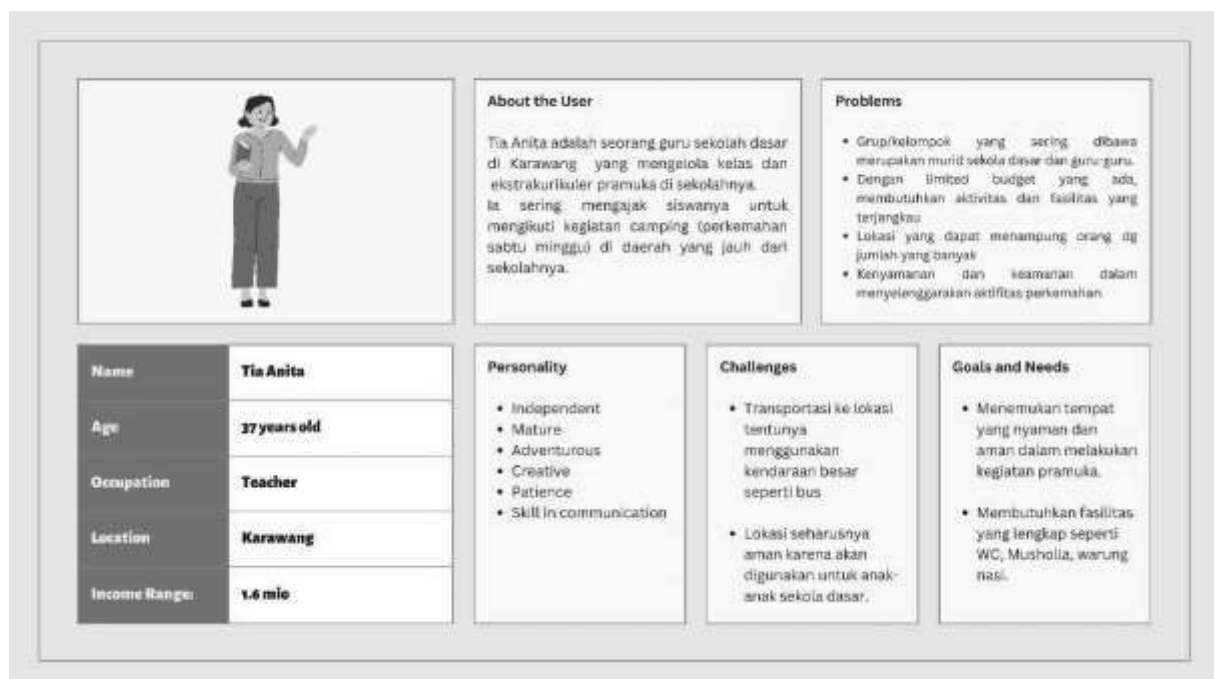 About the User
Tia Anita adalah seorang guru sekolah dasar
di Karawang yang mengelola kelas dan
ekstrakurikuler pramuka di sekolahnya.
Ia sering mengajak siswanya untuk
mengikuti kegiatan camping (perkemahan
sabtu minggu) di daerah yang jauh dari
sekolahnya.
Problems
• Grup/kelompok yang sering dibawa
merupakan murid sekola dasar dan guru-guru.
• Dengan limited budget yang ada,
membutuhkan aktivitas dan fasilitas yang
terjangkau
• Lokasi yang dapat menampung orang dg
jumlah yang banyak
• Kenyamanan dan keamanan dalam
menyelenggarakan aktifitas perkemahan.
Name Tia Anita
Age 37 years old
Occupation Teacher
Location Karawang
Income Range: 1.6 mio
Personality
• Independent
• Mature
• Adventurous
• Creative
• Patience
• Skill in communication
Challenges
• Transportasi ke lokasi
tentunya
menggunakan
kendaraan besar
seperti bus
• Lokasi seharusnya
aman karena akan
digunakan untuk anak-
anak sekola dasar.
Goals and Needs
• Menemukan tempat
yang nyaman dan
aman dalam melakukan
kegiatan pramuka.
• Membutuhkan fasilitas
yang lengkap seperti
WC, Musholla, warung
nasi.